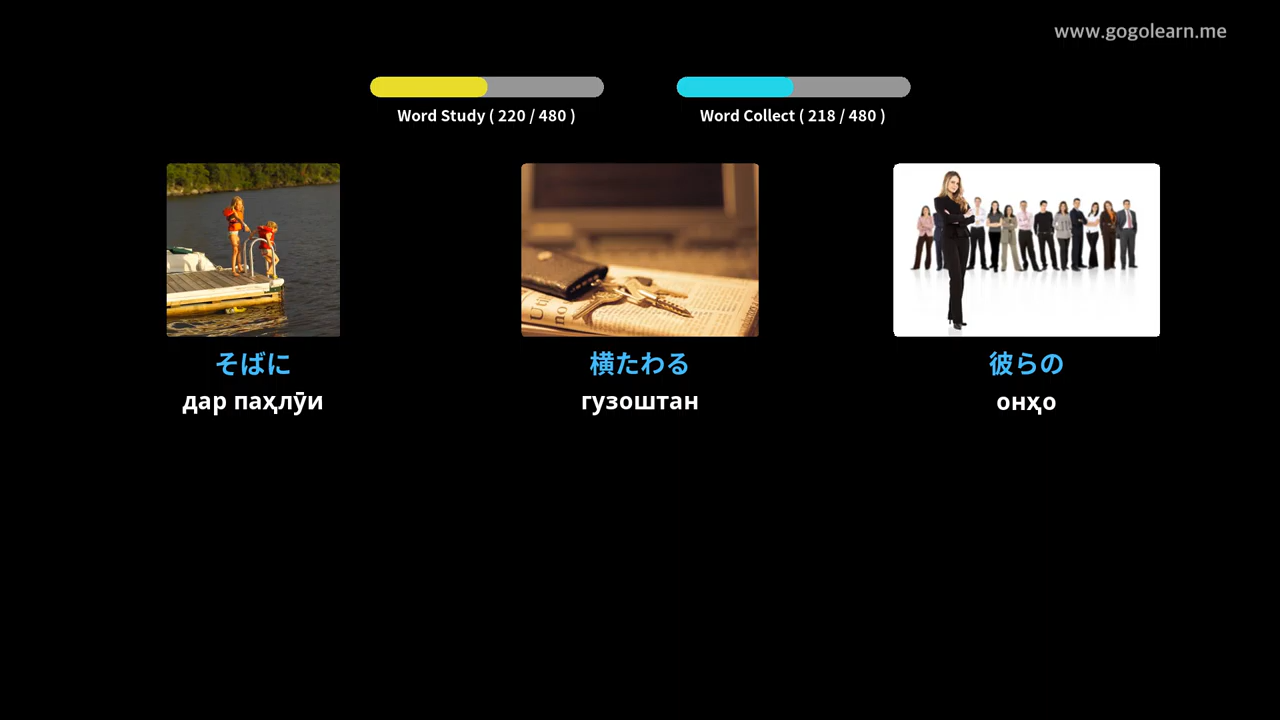 www.gogolearn.me
Word Study ( 220 / 480 )
Word Collect ( 218 / 480 )
そばに
横たわる
彼らの
дар паҳлӯи
гузоштан
онҳо